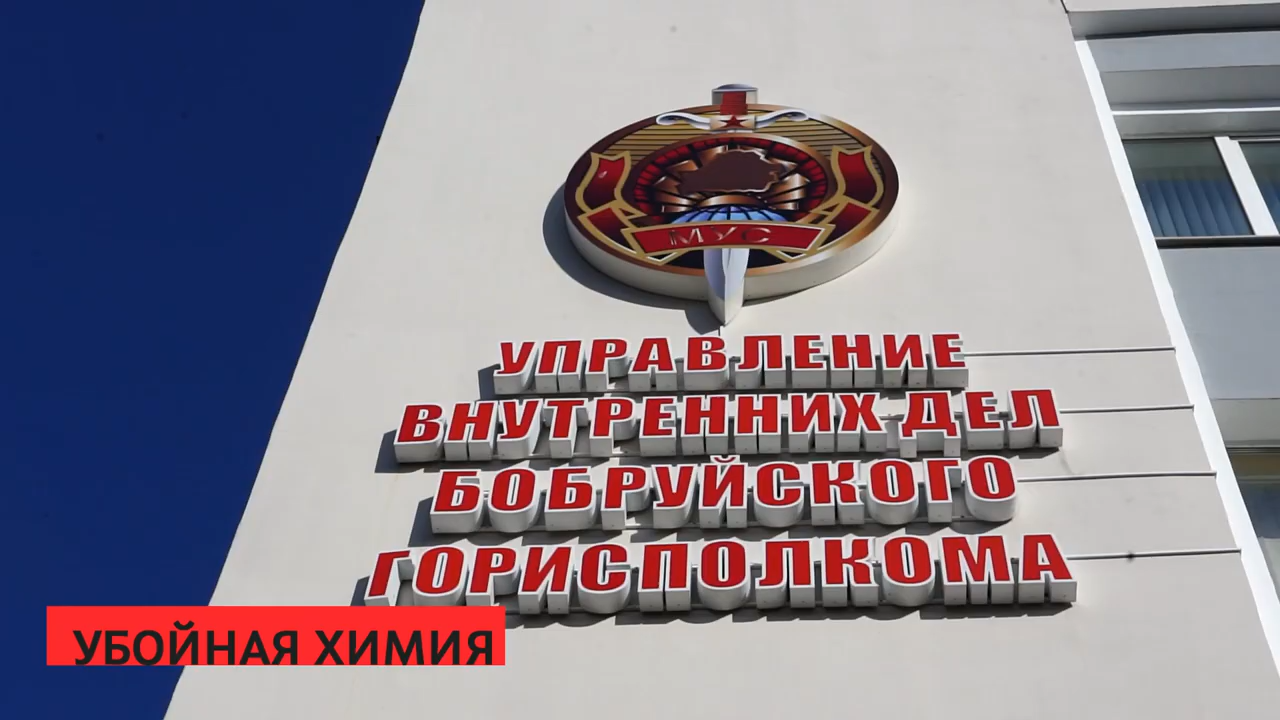 МУС
УПРАВЛЕНИЕ
ВНУТРЕННИХ ДЕЛ
БОБРУЙСКОГО
ГОРИСПОЛКОМА
УБОЙНАЯ ХИМИЯ